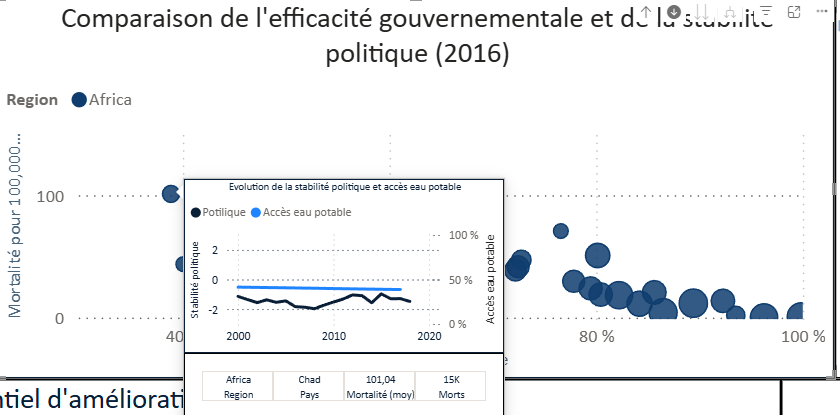 Comparaison de l'efficacité gouvernementale et de la stabilité
politique (2016)
Region Africa
Mortalité pour 100,000...
100
0
40
80 %
100 %
Evolution de la stabilité politique et accès eau potable
Potilique Accès eau potable
Stabilité politique
2
0
-2
100 %
50 %
0 %
Accès eau potable
2000 2010 2020
Africa Chad 101,04 15K
Region Pays Mortalité (moy) Morts
ntiel d'améliorati